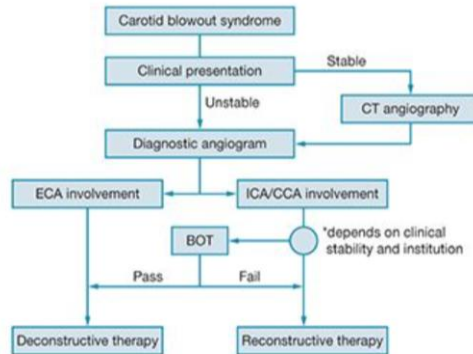 Carotid blowout syndrome
Clinical presentation
Stable
Unstable
CT angiography
Diagnostic angiogram
ECA involvement
ICA/CCA involvement
BOT
*depends on clinical
stability and institution
Pass
Fail
Deconstructive therapy
Reconstructive therapy